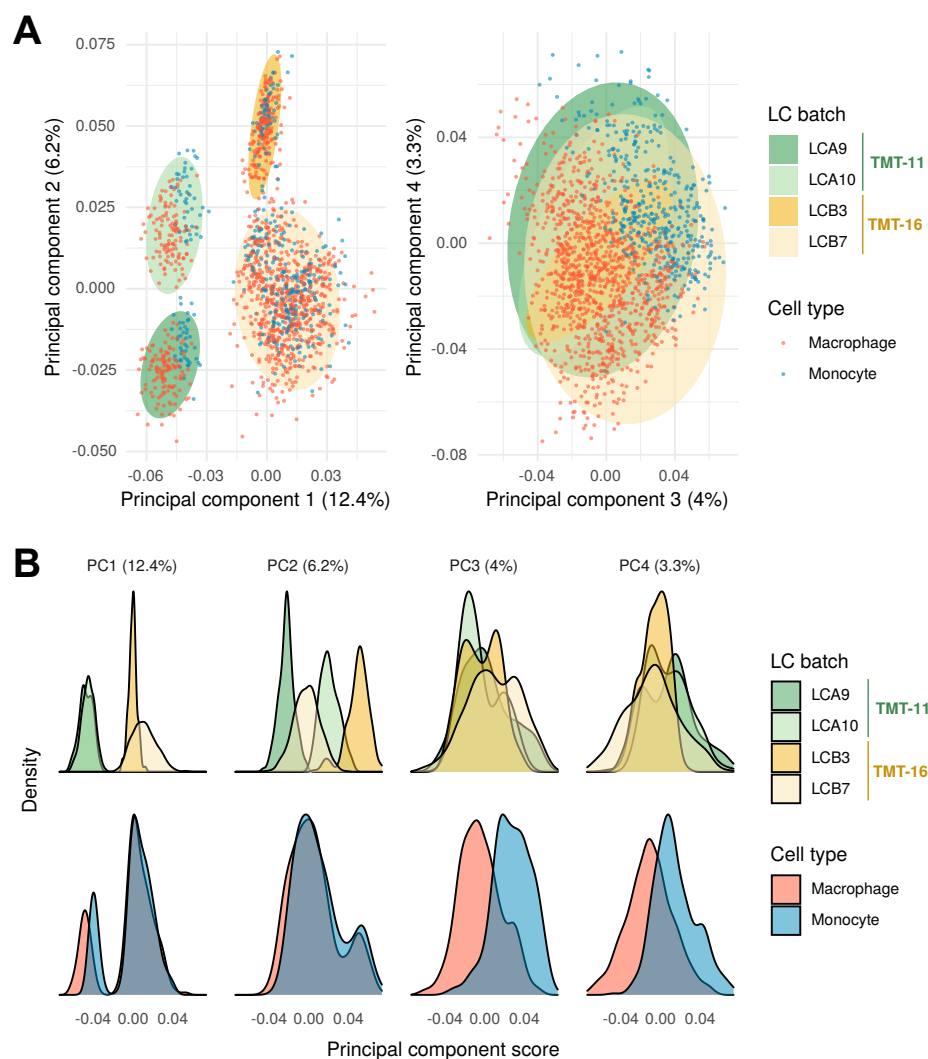 A
Principal component 2 (6.2%)
0.075
0.050
0.025
0.000
-0.025
-0.050
-0.06 -0.03 0.00 0.03
Principal component 1 (12.4%)
Principal component 4 (3.3%)
0.04
0.00
-0.04
-0.08
-0.04 0.00 0.04
Principal component 3 (4%)
LC batch
LCA9
LCA10
TMT-11
LCB3
LCB7
TMT-16
Cell type
Macrophage
Monocyte
B
PC1 (12.4%) PC2 (6.2%) PC3 (4%) PC4 (3.3%)
Density
-0.04 0.00 0.04 -0.04 0.00 0.04 -0.04 0.00 0.04 -0.04 0.00 0.04
Principal component score
LC batch
LCA9
LCA10
TMT-11
LCB3
LCB7
TMT-16
Cell type
Macrophage
Monocyte